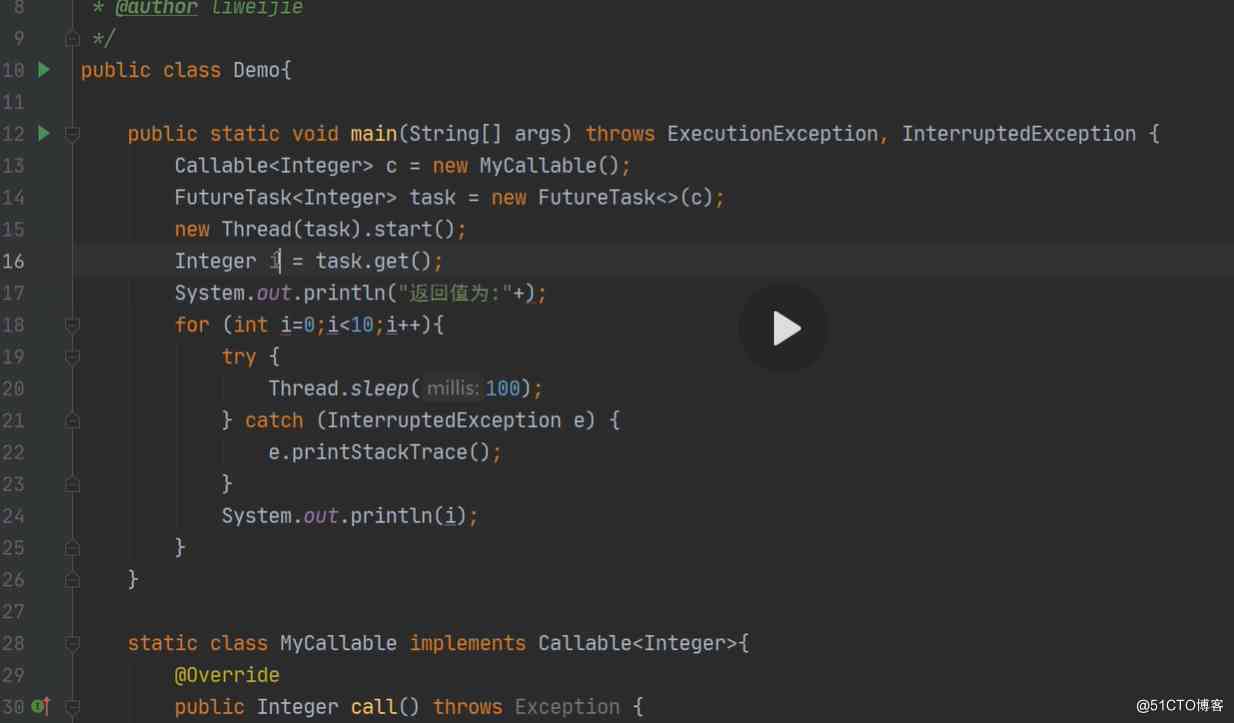 8 * @author liweijie
9 */
10 public class Demo{
11
12 public static void main(String[] args) throws ExecutionException, InterruptedException {
13 Callable<Integer> c = new MyCallable();
14 FutureTask<Integer> task = new FutureTask<>(c);
15 new Thread(task).start();
16 Integer i = task.get();
17 System.out.println("返回值为:"+);
18 for (int i=0;i<10;i++){
19 try {
20 Thread.sleep( millis: 100);
21 } catch (InterruptedException e) {
22 e.printStackTrace();
23 }
24 System.out.println(i);
25 }
26 }
27
28 static class MyCallable implements Callable<Integer>{
29 @Override
30 public Integer call() throws Exception {
@51CTO博客